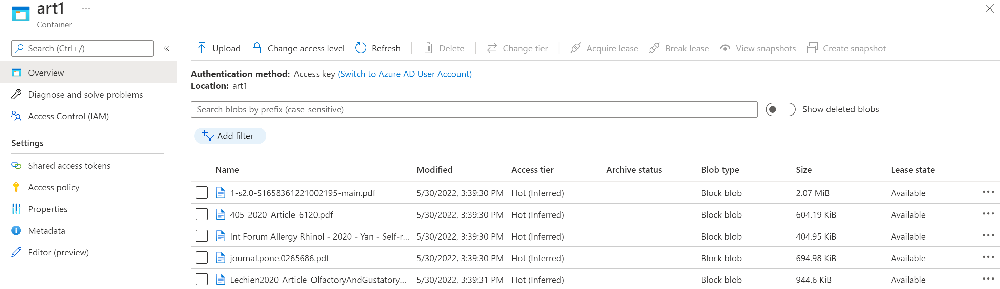 art1 ...
Container
Search (Ctrl+/) «
Overview
Diagnose and solve problems
Access Control (IAM)
Settings
Shared access tokens
Access policy
Properties
Metadata
Editor (preview)
Upload Change access level Refresh Delete Change tier Acquire lease Break lease View snapshots Create snapshot
Authentication method: Access key (Switch to Azure AD User Account)
Location: art1
Search blobs by prefix (case-sensitive) Show deleted blobs
Add filter
Name Modified Access tier Archive status Blob type Size Lease state
1-s2.0-S1658361221002195-main.pdf 5/30/2022, 3:39:30 PM Hot (Inferred) Block blob 2.07 MiB Available ...
405_2020_Article_6120.pdf 5/30/2022, 3:39:30 PM Hot (Inferred) Block blob 604.19 KiB Available ...
Int Forum Allergy Rhinol - 2020 - Yan - Self-r... 5/30/2022, 3:39:30 PM Hot (Inferred) Block blob 404.95 KiB Available ...
journal.pone.0265686.pdf 5/30/2022, 3:39:30 PM Hot (Inferred) Block blob 694.98 KiB Available ...
Lechien2020_Article_OlfactoryAndGustatory... 5/30/2022, 3:39:31 PM Hot (Inferred) Block blob 944.6 KiB Available ...